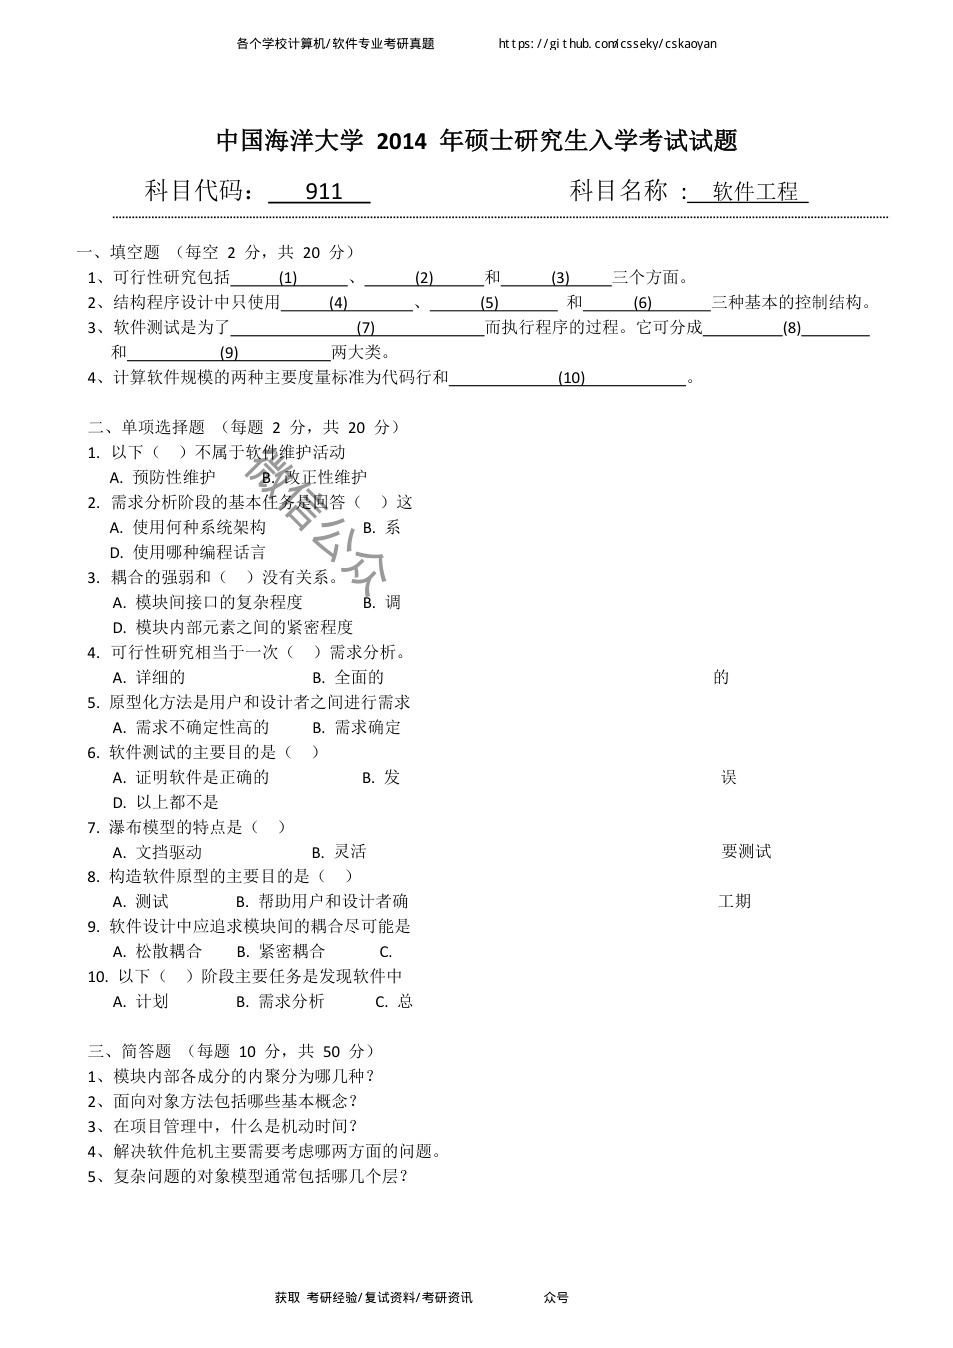 各个学校计算机/软件专业考研真题 https://github.com/csseky/cskaoyan
中国海洋大学 2014 年硕士研究生入学考试试题
科目代码： 911 科目名称 : 软件工程
一、填空题 （每空 2 分，共 20 分）
1、可行性研究包括 (1) 、 (2) 和 (3) 三个方面。
2、结构程序设计中只使用 (4) 、 (5) 和 (6) 三种基本的控制结构。
3、软件测试是为了 (7) 而执行程序的过程。它可分成 (8)
和 (9) 两大类。
4、计算软件规模的两种主要度量标准为代码行和 (10) 。
二、单项选择题 （每题 2 分，共 20 分）
1. 以下（ ）不属于软件维护活动
A. 预防性维护 B. 改正性维护
2. 需求分析阶段的基本任务是回答（ ）这
A. 使用何种系统架构 B. 系
D. 使用哪种编程话言
3. 耦合的强弱和（ ）没有关系。
A. 模块间接口的复杂程度 B. 调
D. 模块内部元素之间的紧密程度
4. 可行性研究相当于一次（ ）需求分析。
A. 详细的 B. 全面的 的
5. 原型化方法是用户和设计者之间进行需求
A. 需求不确定性高的 B. 需求确定
6. 软件测试的主要目的是（ ）
A. 证明软件是正确的 B. 发 误
D. 以上都不是
7. 瀑布模型的特点是（ ）
A. 文挡驱动 B. 灵活 要测试
8. 构造软件原型的主要目的是（ ）
A. 测试 B. 帮助用户和设计者确 工期
9. 软件设计中应追求模块间的耦合尽可能是
A. 松散耦合 B. 紧密耦合 C.
10. 以下（ ）阶段主要任务是发现软件中
A. 计划 B. 需求分析 C. 总
微信公众
三、简答题 （每题 10 分，共 50 分）
1、模块内部各成分的内聚分为哪几种？
2、面向对象方法包括哪些基本概念？
3、在项目管理中，什么是机动时间？
4、解决软件危机主要需要考虑哪两方面的问题。
5、复杂问题的对象模型通常包括哪几个层？
获取 考研经验/复试资料/考研资讯 众号